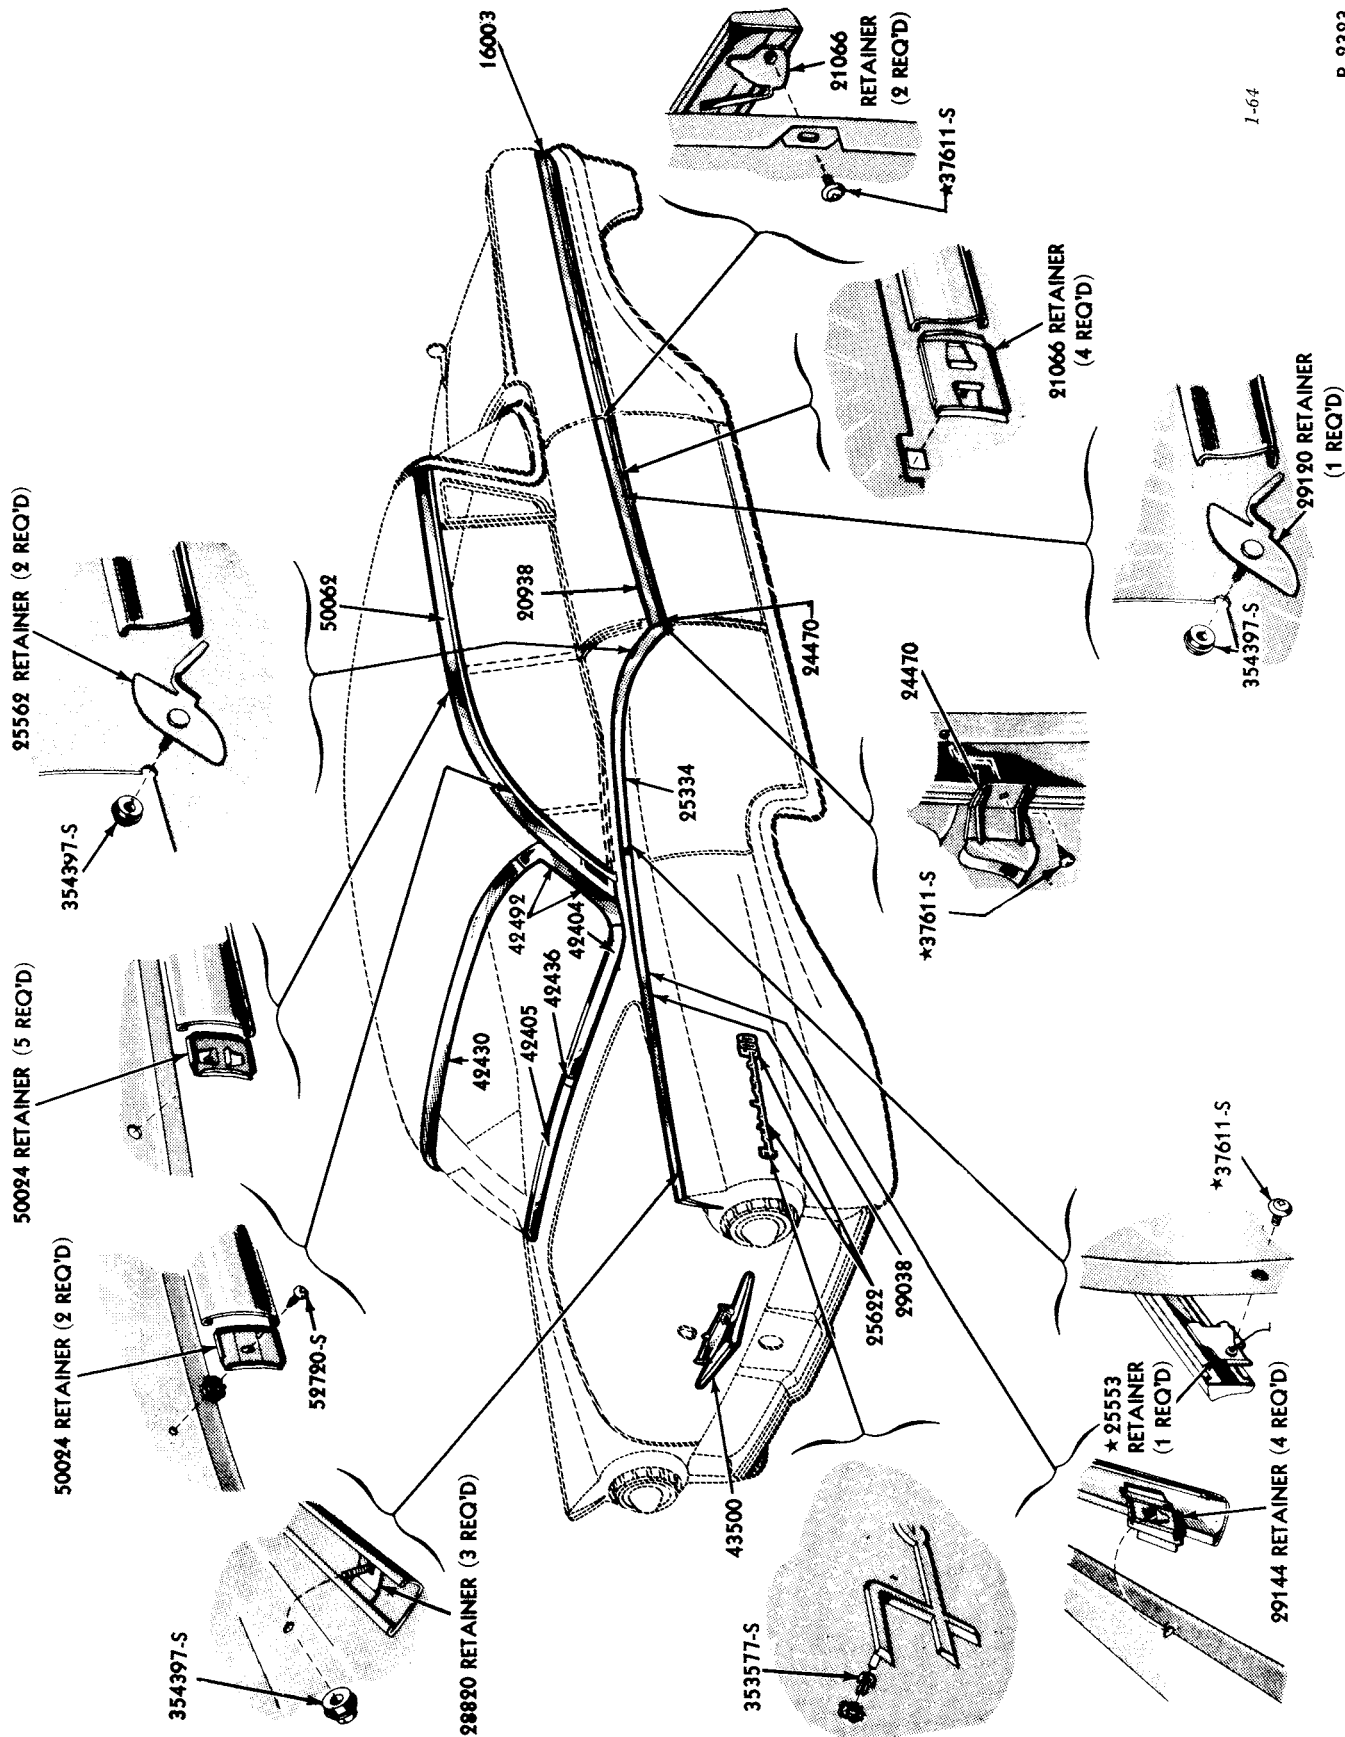 50024 RETAINER (2 REQ'D)
50024 RETAINER (5 REQ'D)
25562 RETAINER (2 REQ'D)
354397-S
354397-S
52720-S
28820 RETAINER (3 REQ'D)
50062
16003
42430
42492
42404
42405
42436
20938
21066
RETAINER
(2 REQ'D)
★37611-S
25334
24470
21066 RETAINER
(4 REQ'D)
43500
25622
29038
353577-S
★37611-S
24470
354397-S
29120 RETAINER
(1 REQ'D)
★25553
RETAINER
(1 REQ'D)
★37611-S
29144 RETAINER (4 REQ'D)
1-64